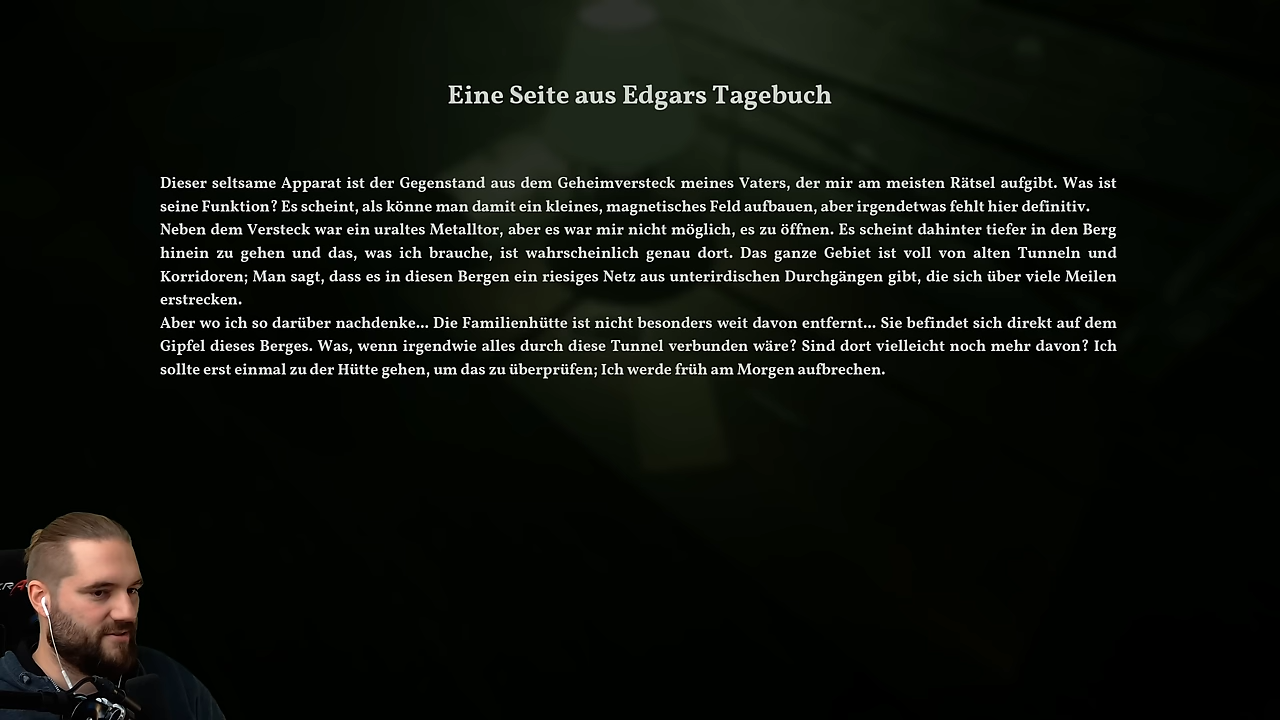 Eine Seite aus Edgars Tagebuch
Dieser seltsame Apparat ist der Gegenstand aus dem Geheimversteck meines Vaters, der mir am meisten Rätsel aufgibt. Was ist
seine Funktion? Es scheint, als könne man damit ein kleines, magnetisches Feld aufbauen, aber irgendetwas fehlt hier definitiv.
Neben dem Versteck war ein uraltes Metalltor, aber es war mir nicht möglich, es zu öffnen. Es scheint dahinter tiefer in den Berg
hinein zu gehen und das, was ich brauche, ist wahrscheinlich genau dort. Das ganze Gebiet ist voll von alten Tunneln und
Korridoren; Man sagt, dass es in diesen Bergen ein riesiges Netz aus unterirdischen Durchgängen gibt, die sich über viele Meilen
erstrecken.
Aber wo ich so darüber nachdenke... Die Familienhütte ist nicht besonders weit davon entfernt... Sie befindet sich direkt auf dem
Gipfel dieses Berges. Was, wenn irgendwie alles durch diese Tunnel verbunden wäre? Sind dort vielleicht noch mehr davon? Ich
sollte erst einmal zu der Hütte gehen, um das zu überprüfen; Ich werde früh am Morgen aufbrechen.